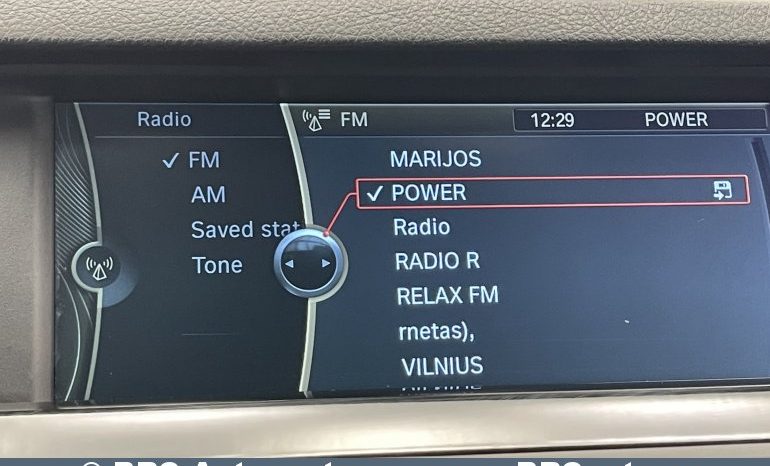 Radio
FM
12:29
POWER
FM
AM
Saved stat
Tone
MARIJOS
POWER
Radio
RADIO R
RELAX FM
rnetas),
VILNIUS